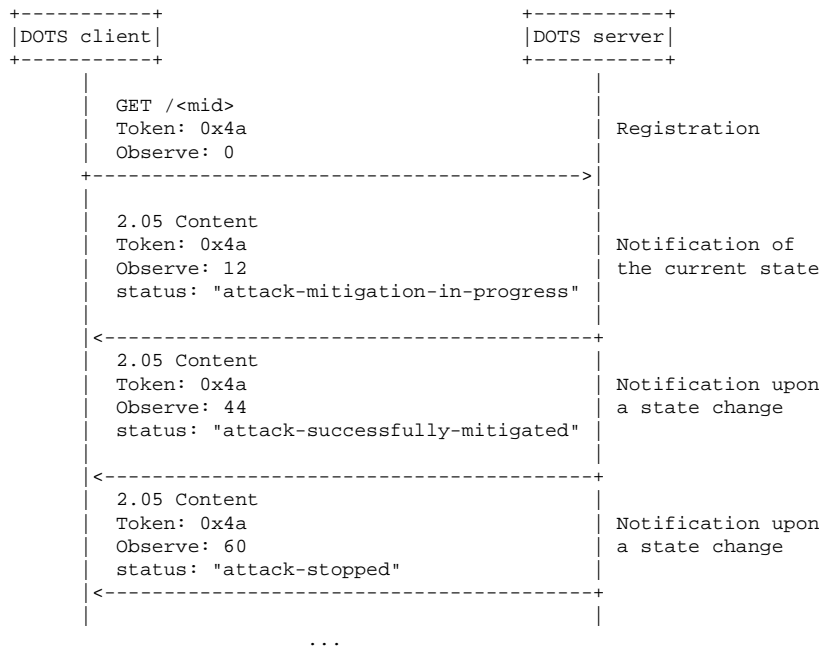 DOTS client DOTS server
GET /<mid>
Token: 0x4a Registration
Observe: 0
2.05 Content
Token: 0x4a Notification of
Observe: 12 the current state
status: "attack-mitigation-in-progress"
2.05 Content
Token: 0x4a Notification upon
Observe: 44 a state change
status: "attack-successfully-mitigated"
2.05 Content
Token: 0x4a Notification upon
Observe: 60 a state change
status: "attack-stopped"
...